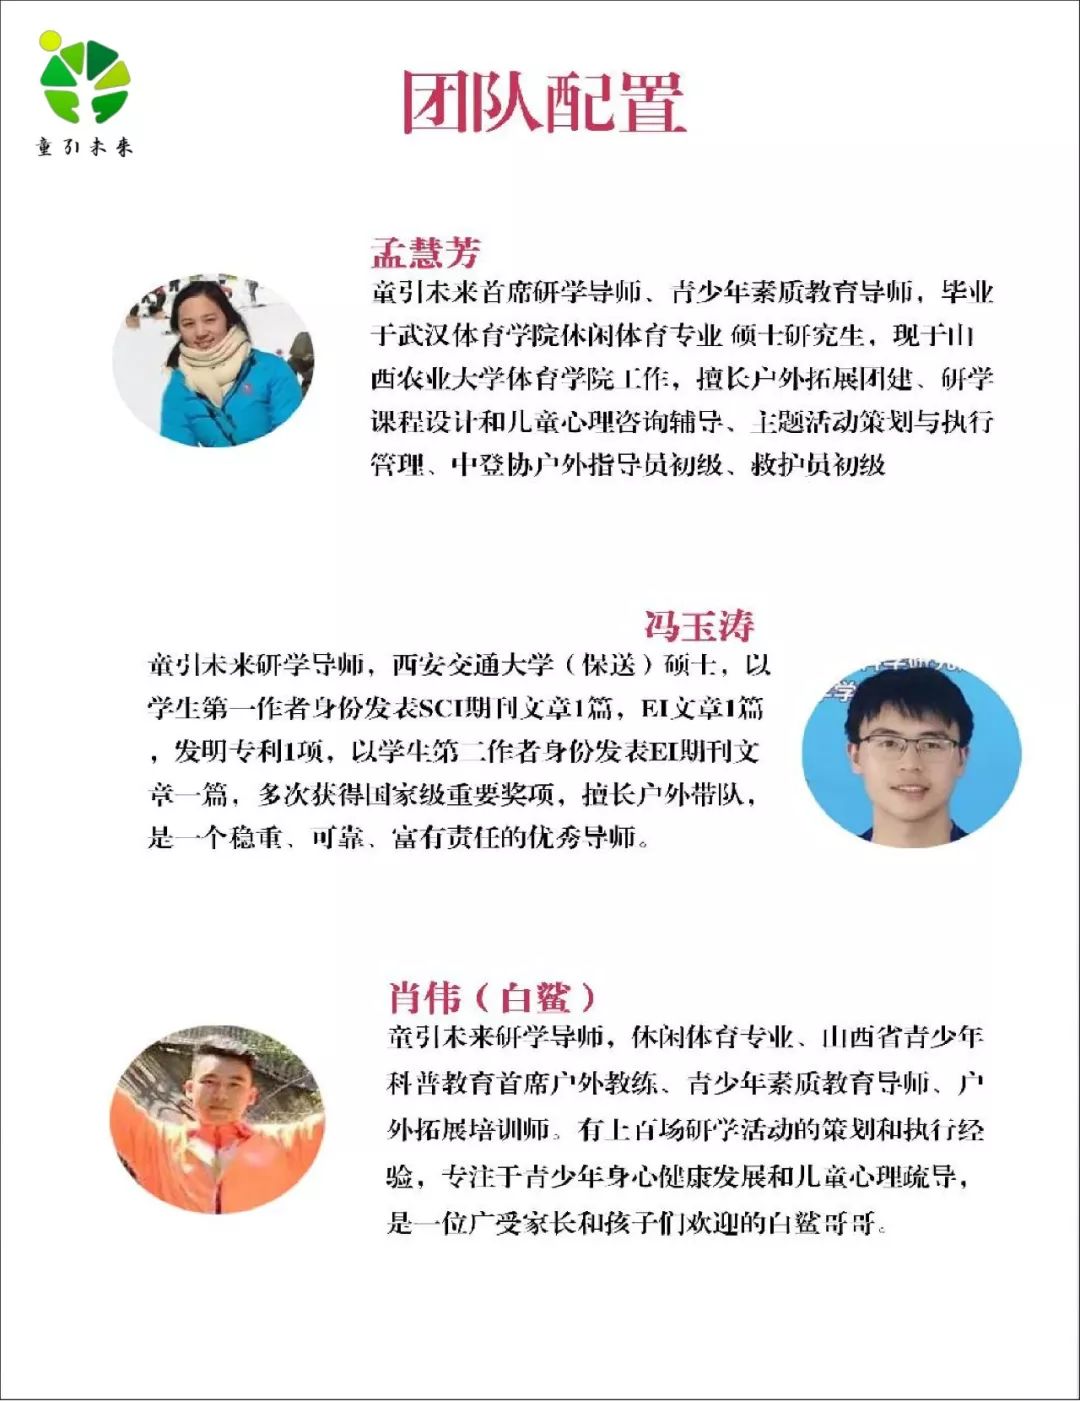 童引未来
团队配置
孟慧芳
童引未来首席研学导师、青少年素质教育导师，毕业
于武汉体育学院休闲体育专业 硕士研究生，现于山
西农业大学体育学院工作，擅长户外拓展团建、研学
课程设计和儿童心理咨询辅导、主题活动策划与执行
管理、中登协户外指导员初级、救护员初级
冯玉涛
童引未来研学导师，西安交通大学（保送）硕士，以
学生第一作者身份发表SCI期刊文章1篇，EI文章1篇
，发明专利1项，以学生第二作者身份发表EI期刊文
章一篇，多次获得国家级重要奖项，擅长户外带队，
是一个稳重、可靠、富有责任的优秀导师。
肖伟（白鲨）
童引未来研学导师，休闲体育专业、山西省青少年
科普教育首席户外教练、青少年素质教育导师、户
外拓展培训师。有上百场研学活动的策划和执行经
验，专注于青少年身心健康发展和儿童心理疏导，
是一位广受家长和孩子们欢迎的白鲨哥哥。